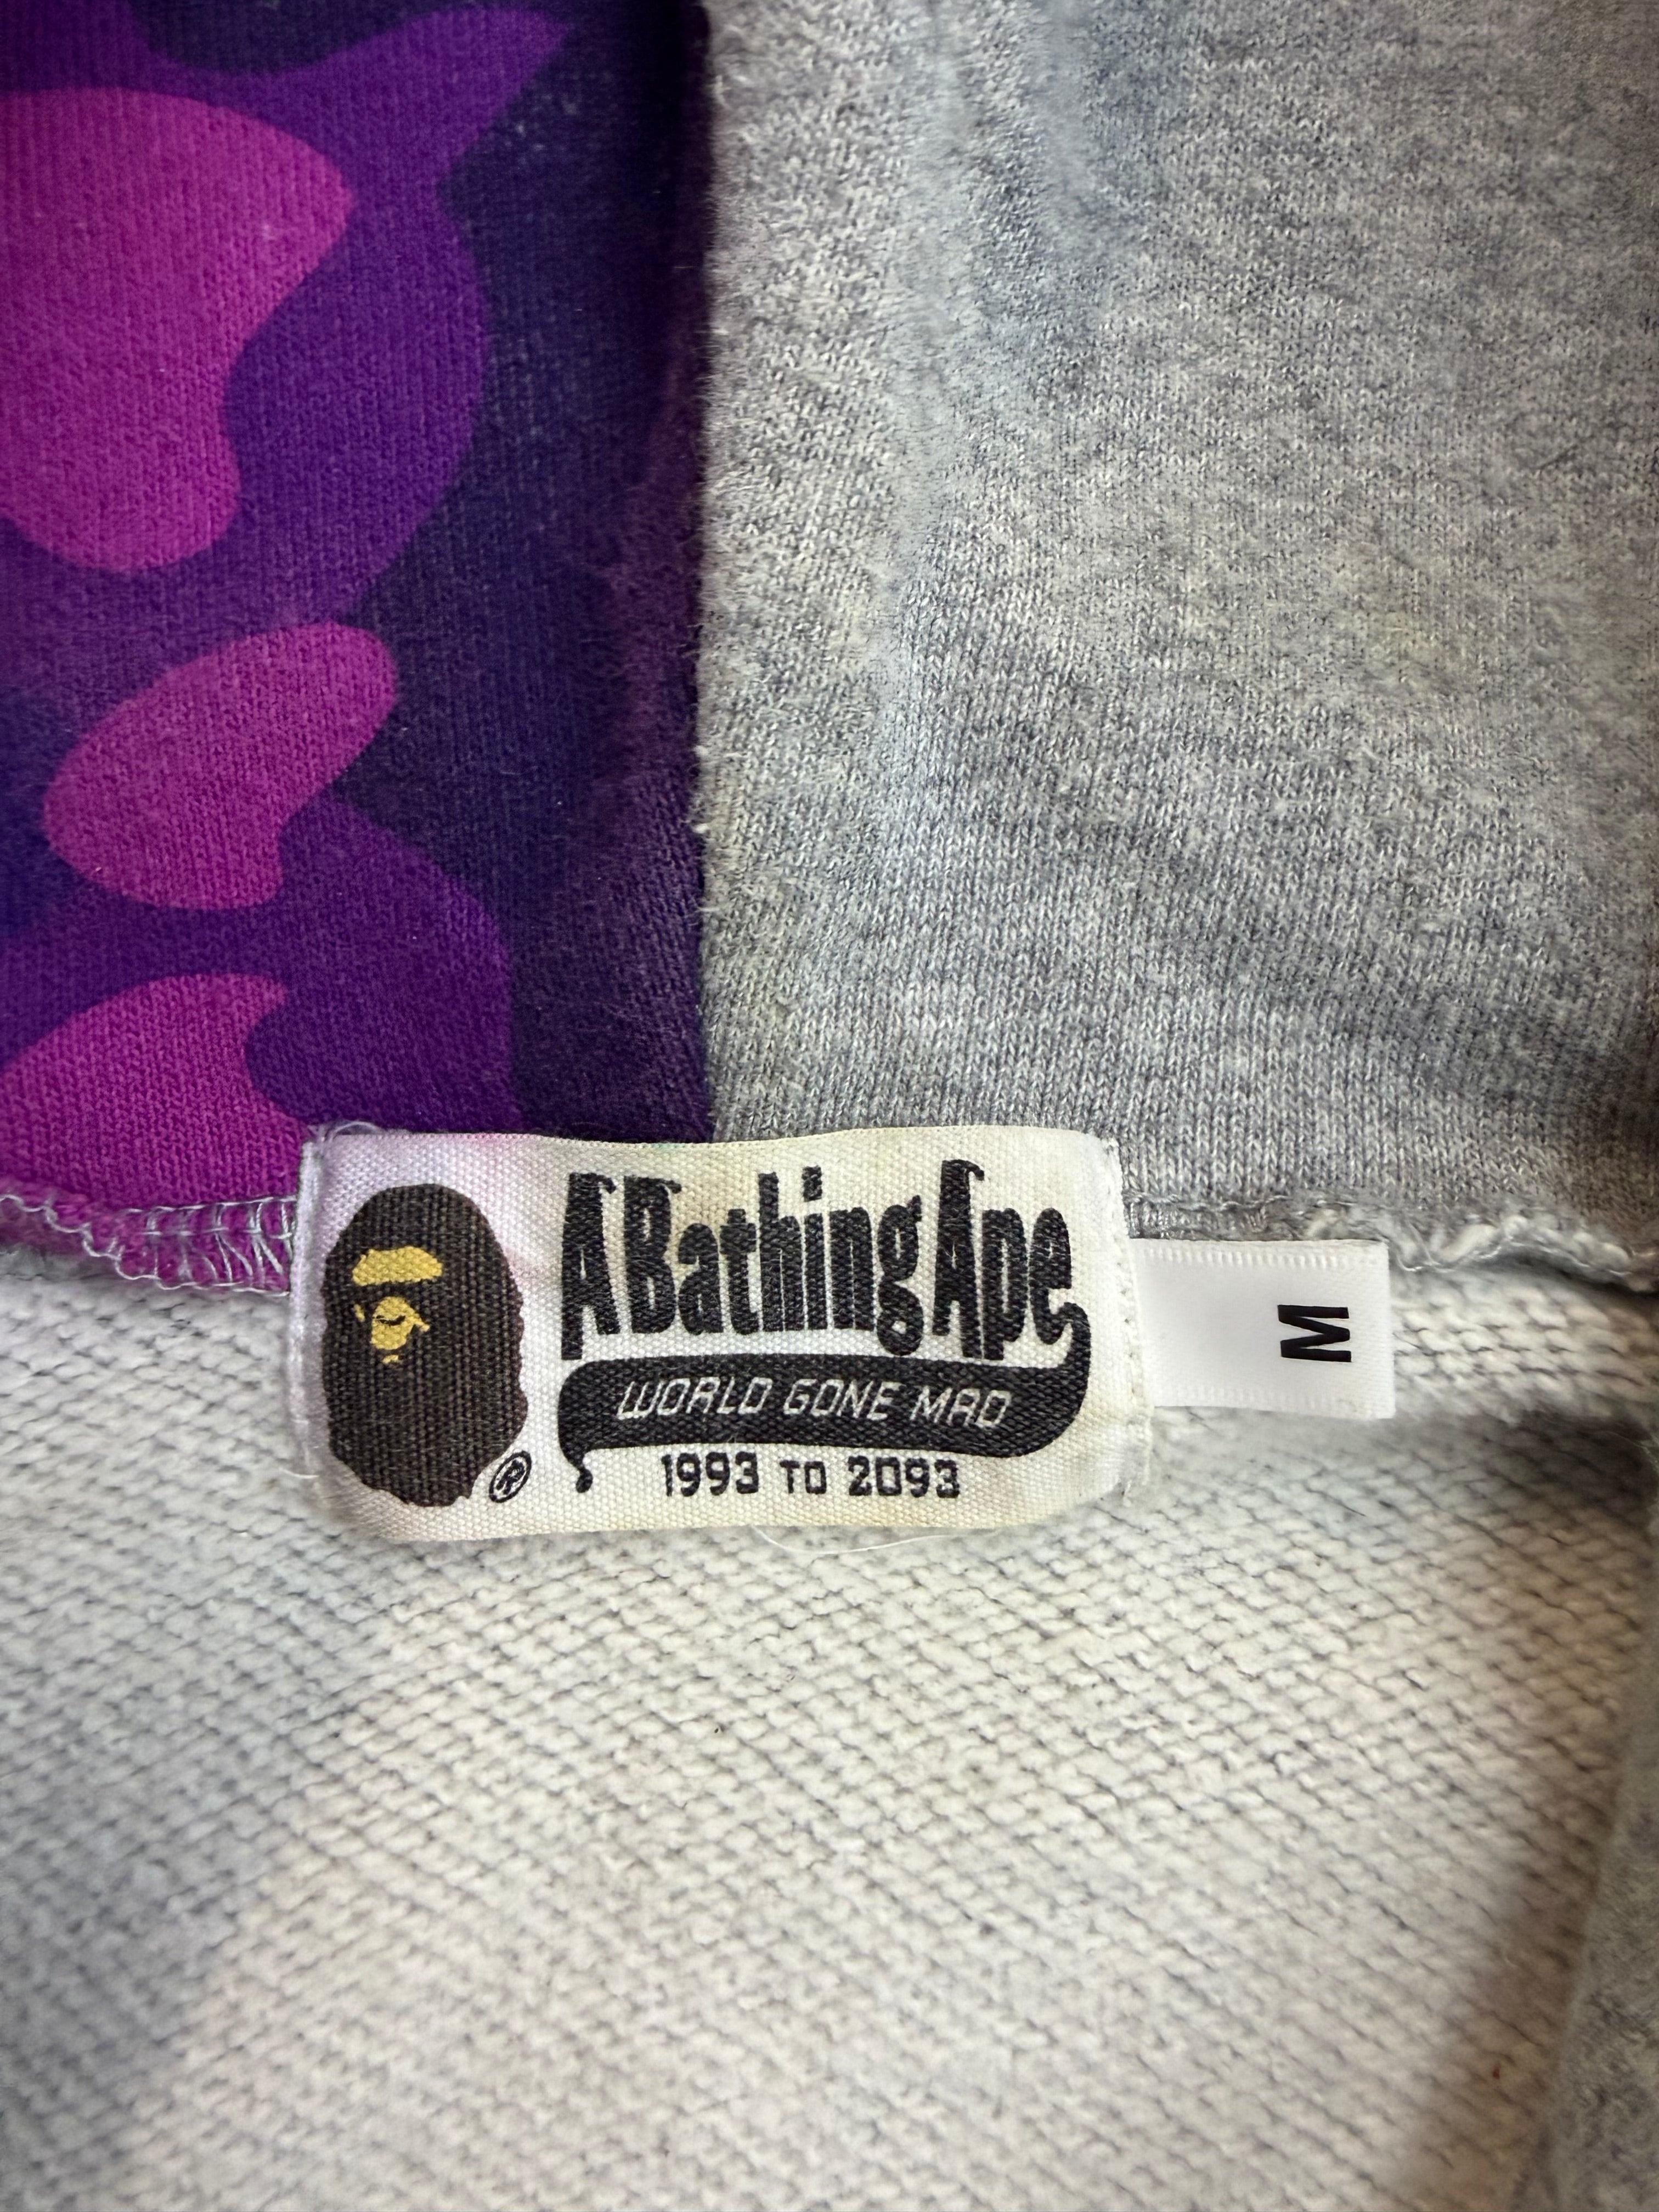 A Bathing Ape
WORLD GONE MAD
1993 TO 2093
®
M